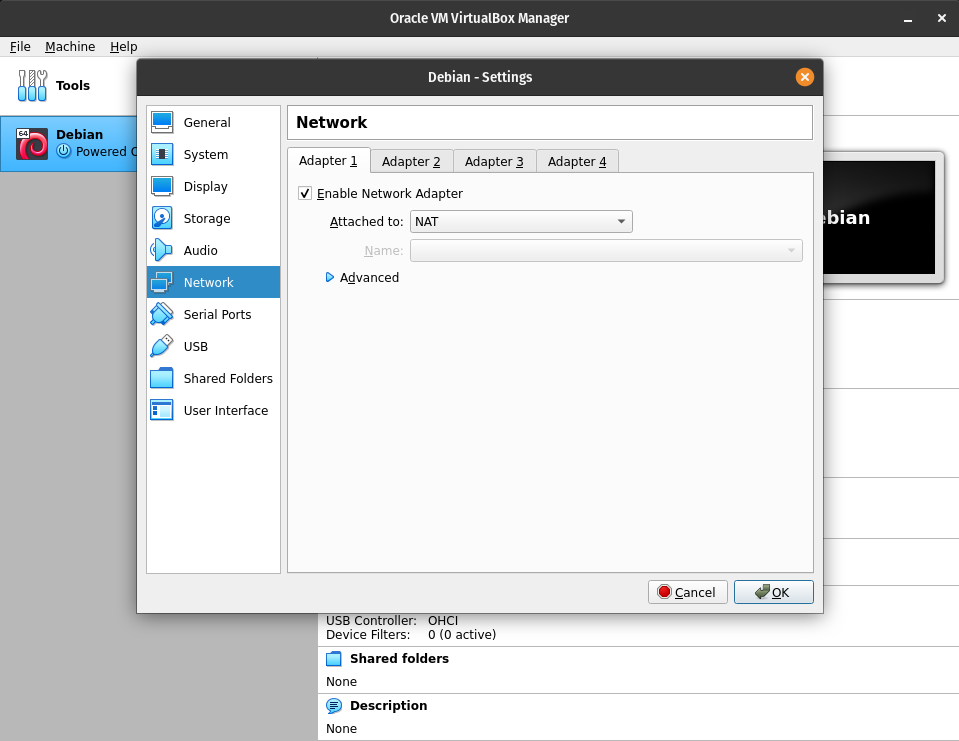 Oracle VM VirtualBox Manager
File Machine Help
Tools
64
Debian
Powered
Debian - Settings
General
System
Display
Storage
Audio
Network
Serial Ports
USB
Shared Folders
User Interface
Network
Adapter 1 Adapter 2 Adapter 3 Adapter 4
Enable Network Adapter
Attached to: NAT
Name:
Advanced
Cancel OK
ebian
USB Controller: OHCI
Device Filters: 0 (0 active)
Shared folders
None
Description
None